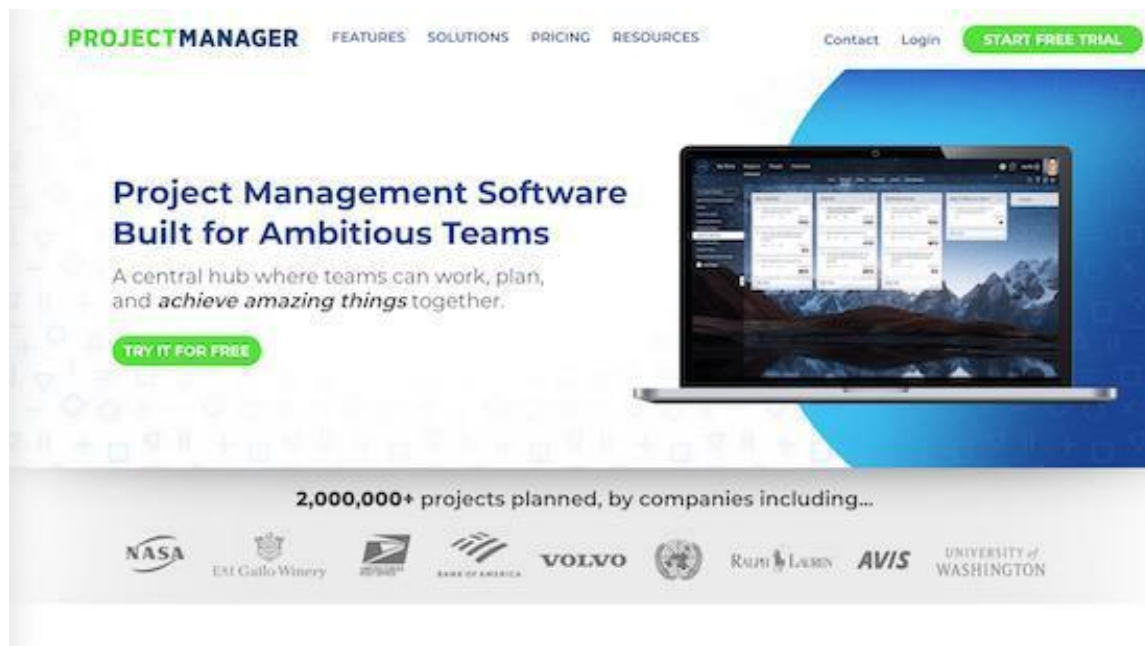 PROJECTMANAGER FEATURES SOLUTIONS PRICING RESOURCES Contact Login START FREE TRIAL
Project Management Software
Built for Ambitious Teams
A central hub where teams can work, plan,
and achieve amazing things together.
TRY IT FOR FREE
2,000,000+ projects planned, by companies including...
NASA E&J Gallo Winery BANK OF AMERICA VOLVO RALPH LAUREN AVIS UNIVERSITY of
WASHINGTON